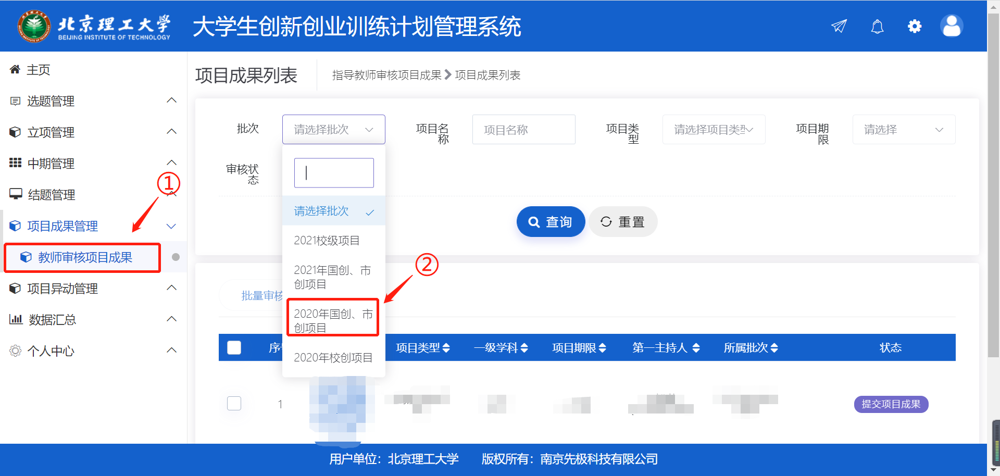 北京理工大学
BEIJING INSTITUTE OF TECHNOLOGY
大学生创新创业训练计划管理系统
主页
选题管理
立项管理
中期管理
结题管理
①
项目成果管理
教师审核项目成果
项目异动管理
数据汇总
个人中心
项目成果列表
指导教师审核项目成果 项目成果列表
批次
请选择批次
项目名
称
项目名称
项目类
型
请选择项目类型
项目期
限
请选择
审核状
态
请选择批次
2021校级项目
2021年国创、市
创项目
2020年国创、市
创项目
2020年校创项目
②
查询
重置
批量审核
序号
项目类型
一级学科
项目期限
第一主持人
所属批次
状态
1
提交项目成果
用户单位：北京理工大学 版权所有：南京先极科技有限公司